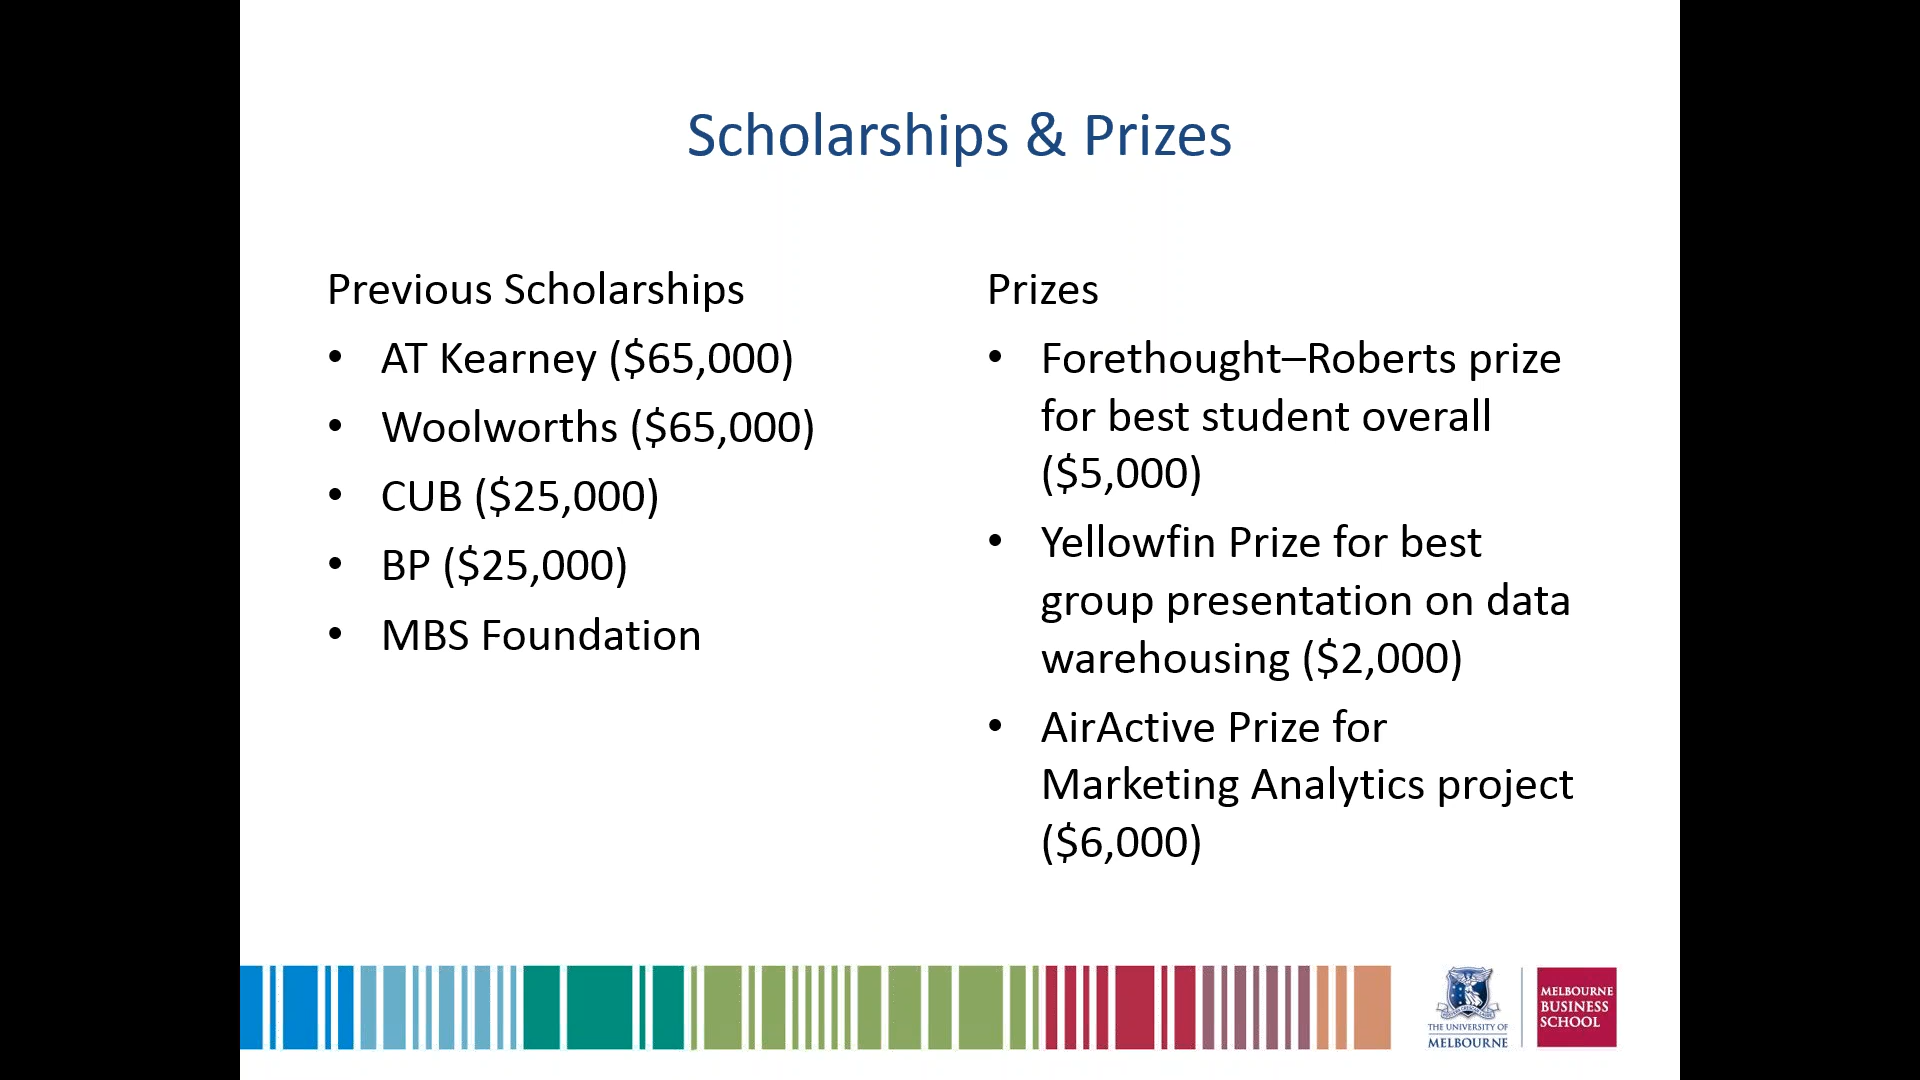 Scholarships & Prizes
Previous Scholarships
• AT Kearney ($65,000)
• Woolworths ($65,000)
• CUB ($25,000)
• BP ($25,000)
• MBS Foundation
Prizes
• Forethought–Roberts prize
for best student overall
($5,000)
• Yellowfin Prize for best
group presentation on data
warehousing ($2,000)
• AirActive Prize for
Marketing Analytics project
($6,000)
THE UNIVERSITY OF
MELBOURNE
MELBOURNE
BUSINESS
SCHOOL